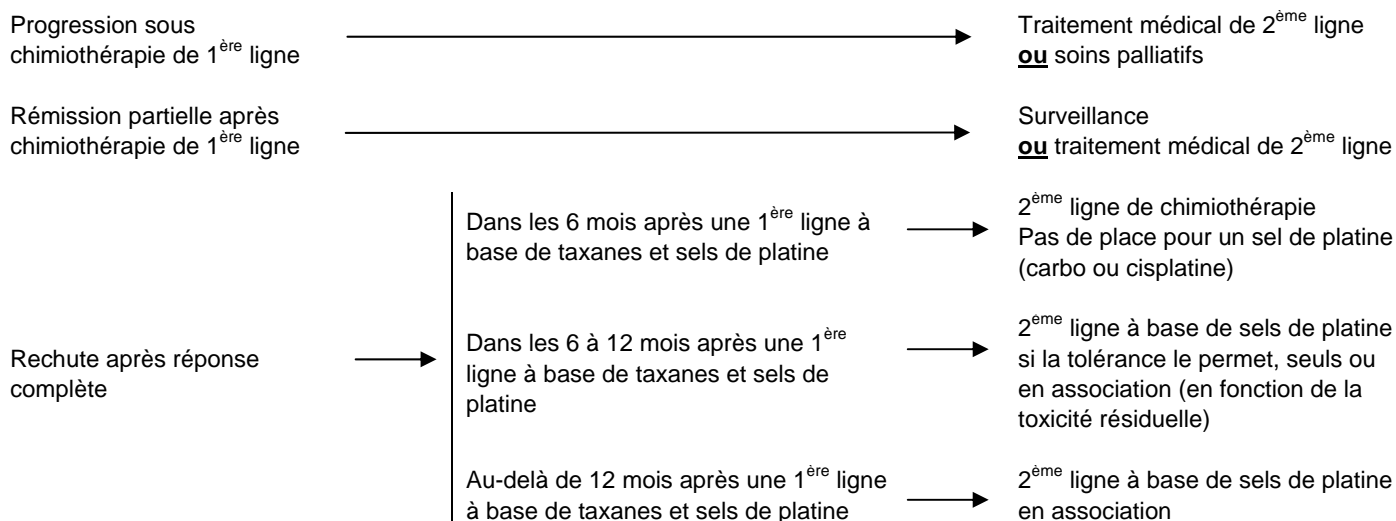 Progression sous
chimiothérapie de 1ère ligne
Traitement médical de 2ème ligne
ou soins palliatifs
Rémission partielle après
chimiothérapie de 1ère ligne
Surveillance
ou traitement médical de 2ème ligne
Rechute après réponse
complète
Dans les 6 mois après une 1ère ligne à
base de taxanes et sels de platine
2ème ligne de chimiothérapie
Pas de place pour un sel de platine
(carbo ou cisplatine)
Dans les 6 à 12 mois après une 1ère
ligne à base de taxanes et sels de
platine
2ème ligne à base de sels de platine
si la tolérance le permet, seuls ou
en association (en fonction de la
toxicité résiduelle)
Au-delà de 12 mois après une 1ère ligne
à base de taxanes et sels de platine
2ème ligne à base de sels de platine
en association